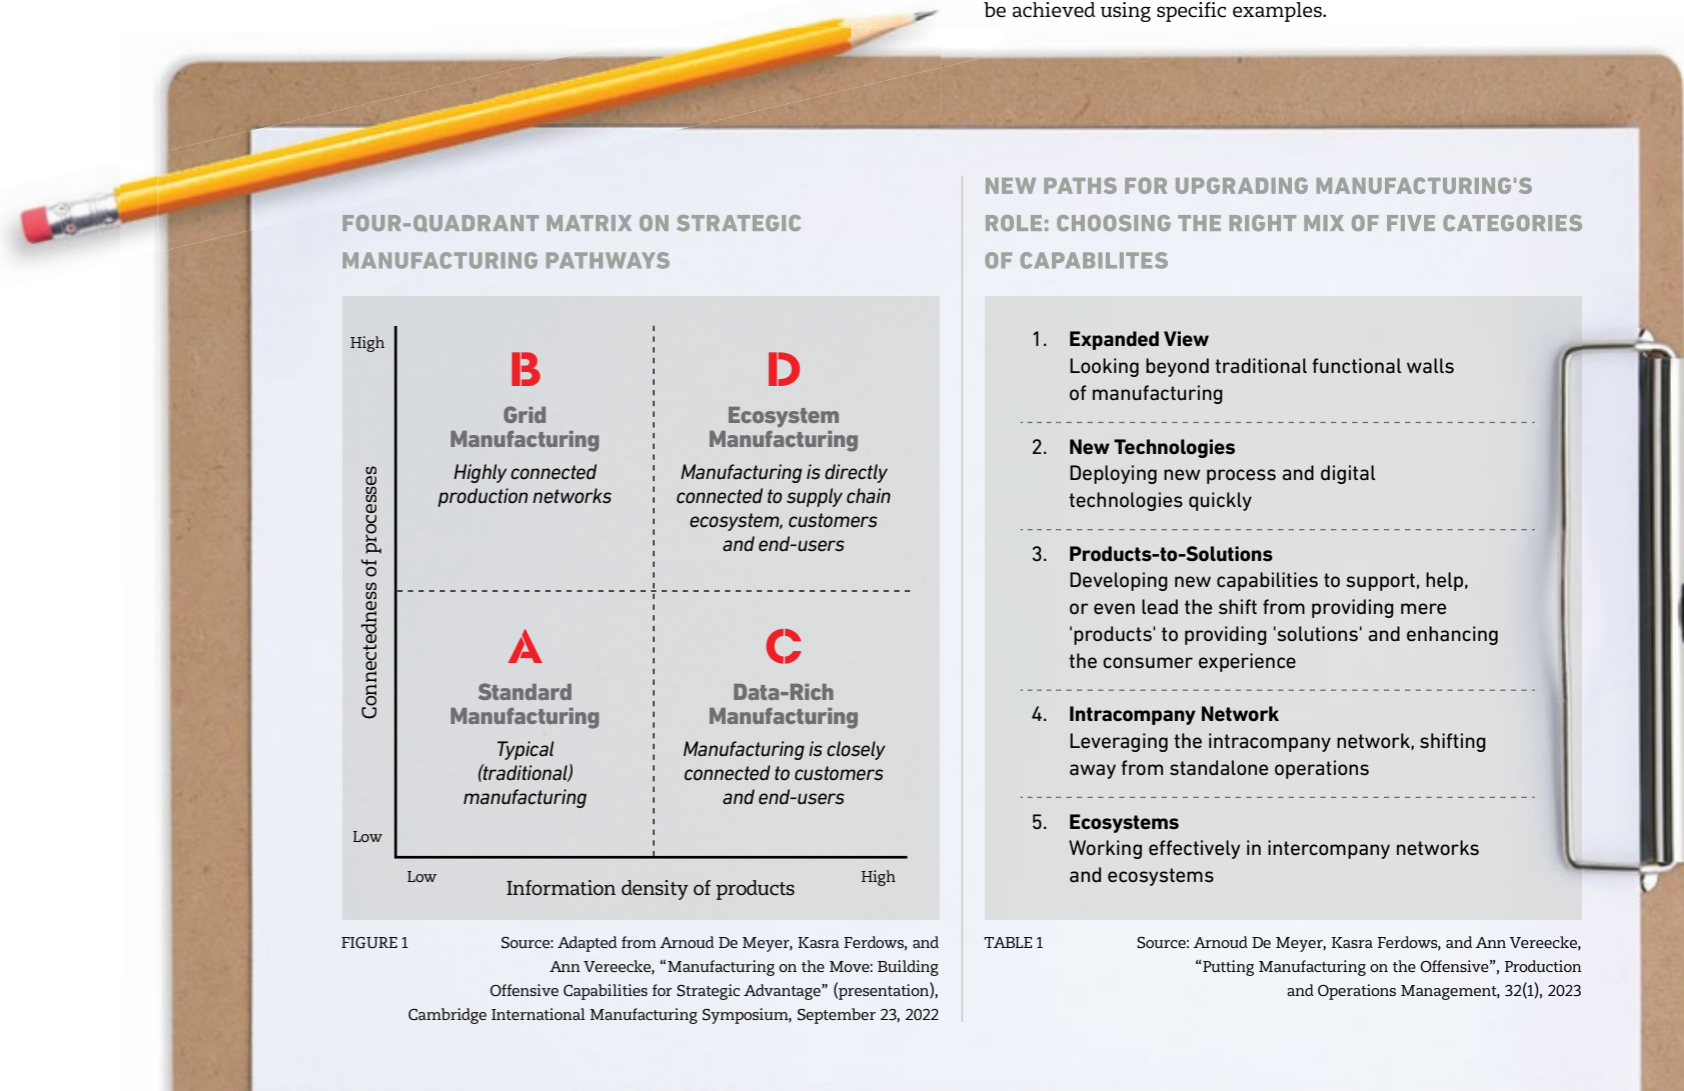 be achieved using specific examples.
FOUR-QUADRANT MATRIX ON STRATEGIC
MANUFACTURING PATHWAYS
High
Connectedness of processes
Low
B
Grid
Manufacturing
Highly connected
production networks
D
Ecosystem
Manufacturing
Manufacturing is directly
connected to supply chain
ecosystem, customers
and end-users
A
Standard
Manufacturing
Typical
(traditional)
manufacturing
C
Data-Rich
Manufacturing
Manufacturing is closely
connected to customers
and end-users
Low
Information density of products
High
FIGURE 1
Source: Adapted from Arnoud De Meyer, Kasra Ferdows, and
Ann Vereecke, “Manufacturing on the Move: Building
Offensive Capabilities for Strategic Advantage” (presentation),
Cambridge International Manufacturing Symposium, September 23, 2022
NEW PATHS FOR UPGRADING MANUFACTURING'S
ROLE: CHOOSING THE RIGHT MIX OF FIVE CATEGORIES
OF CAPABILITES
1. Expanded View
Looking beyond traditional functional walls
of manufacturing
2. New Technologies
Deploying new process and digital
technologies quickly
3. Products-to-Solutions
Developing new capabilities to support, help,
or even lead the shift from providing mere
'products' to providing 'solutions' and enhancing
the consumer experience
4. Intracompany Network
Leveraging the intracompany network, shifting
away from standalone operations
5. Ecosystems
Working effectively in intercompany networks
and ecosystems
TABLE 1
Source: Arnoud De Meyer, Kasra Ferdows, and Ann Vereecke,
“Putting Manufacturing on the Offensive”, Production
and Operations Management, 32(1), 2023